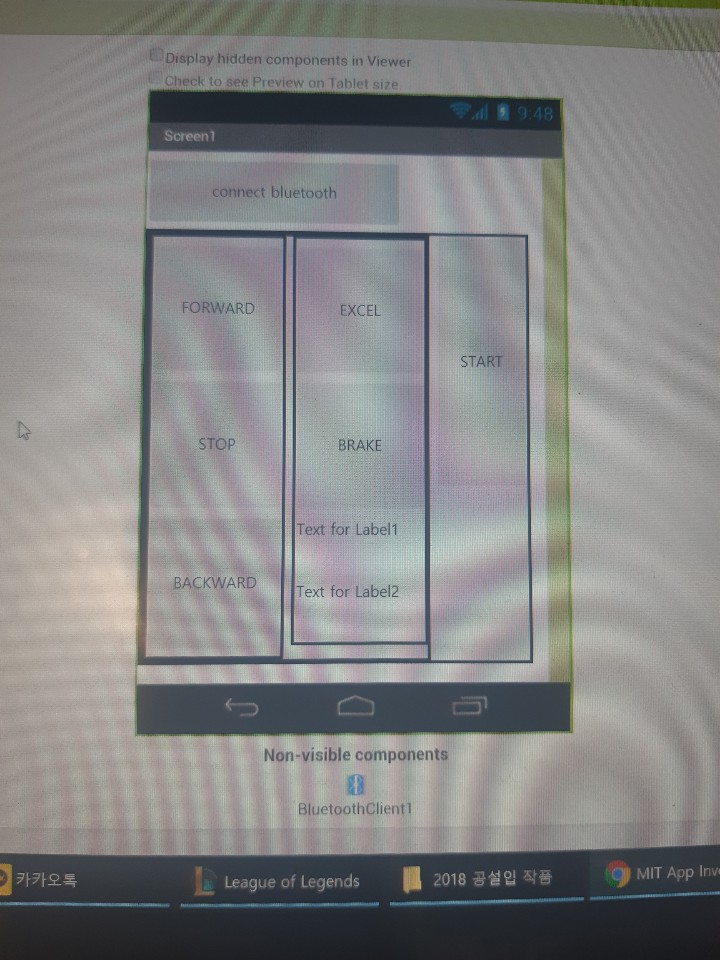 Display hidden components in Viewer
Check to see Preview on Tablet size
9:48
Screen1
connect bluetooth
FORWARD
EXCEL
START
STOP
BRAKE
Text for Label1
BACKWARD
Text for Label2
Non-visible components
BluetoothClient1
카카오톡
League of Legends
2018 공설입 작품
MIT App Inve